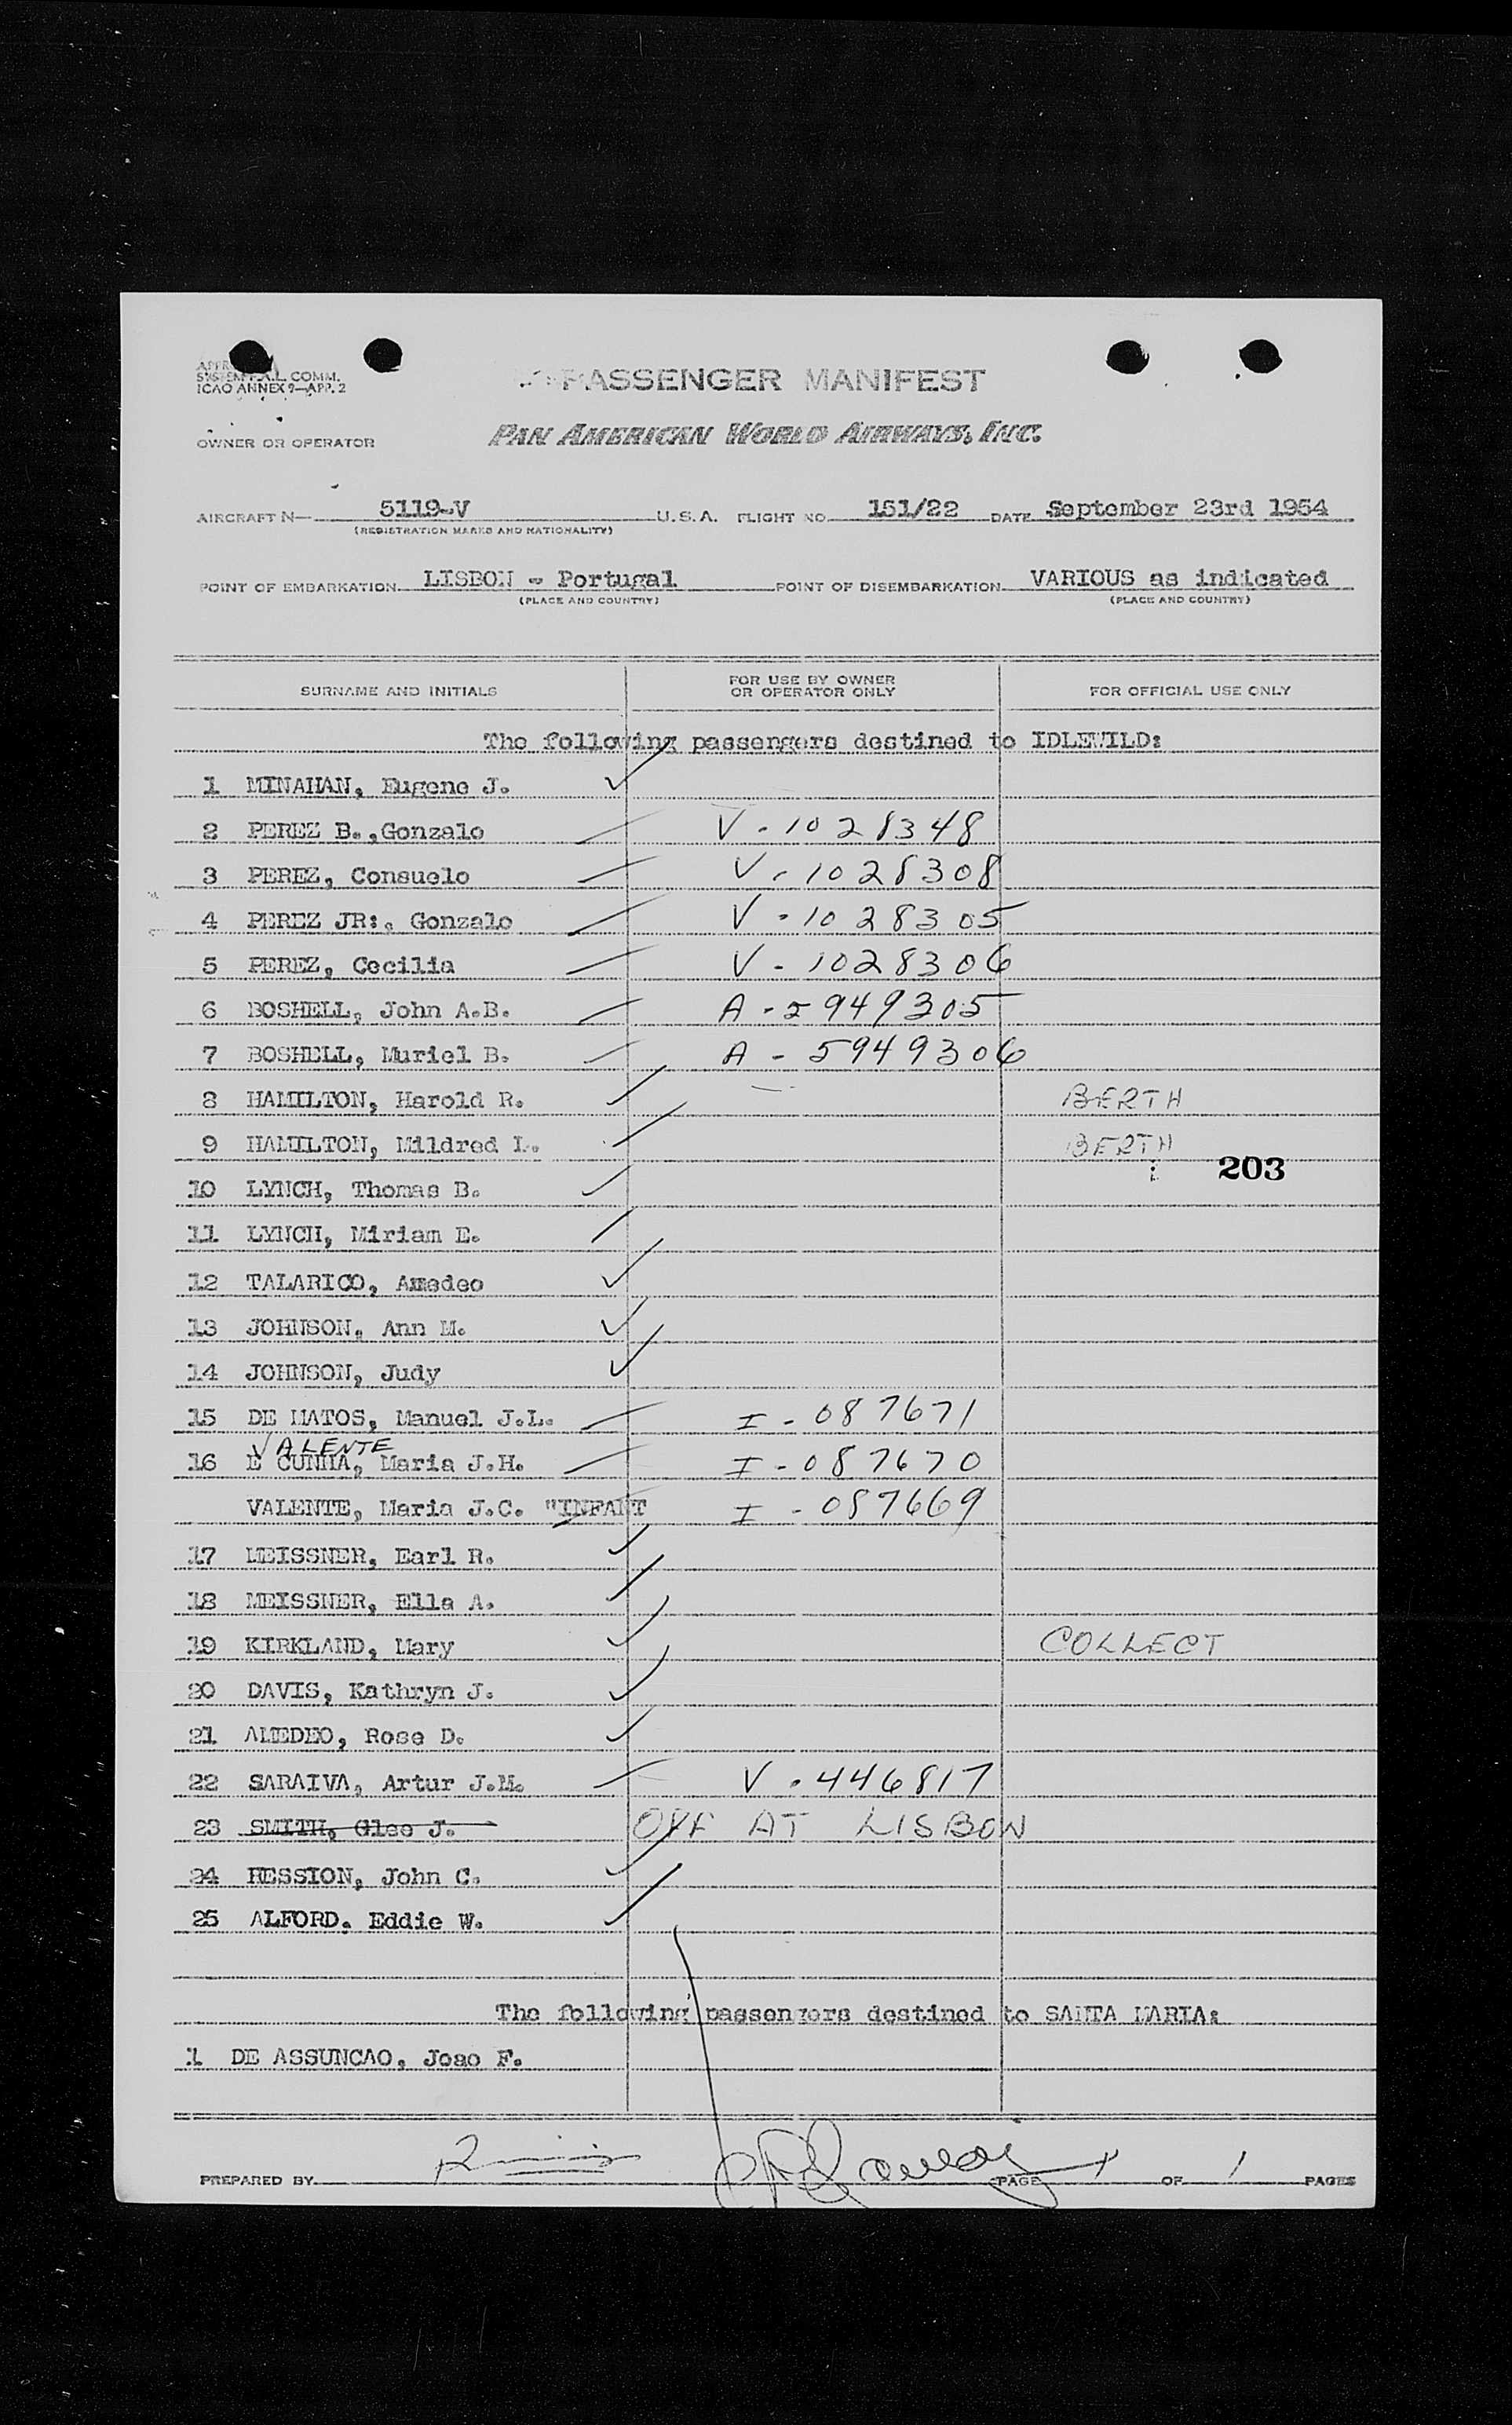 SYSTEM F.A.L. COMM.
ICAO ANNEX 9—APP. 2
PASSENGER MANIFEST
OWNER OR OPERATOR PAN AMERICAN WORLD AIRWAYS, INC.
AIRCRAFT N— 5119-V U.S.A. FLIGHT NO. 151/22 DATE September 23rd 1954
(REGISTRATION MARKS AND NATIONALITY)
POINT OF EMBARKATION LISBON - Portugal POINT OF DISEMBARKATION VARIOUS as indicated
(PLACE AND COUNTRY) (PLACE AND COUNTRY)
SURNAME AND INITIALS FOR USE BY OWNER OR OPERATOR ONLY FOR OFFICIAL USE ONLY
The following passengers destined to IDLEWILD:
1 MINAHAN, Eugene J.
2 PEREZ B.,Gonzalo V-1028348
3 PEREZ, Consuelo V-1028308
4 PEREZ JR:, Gonzalo V-1028305
5 PEREZ, Cecilia V-1028306
6 BOSHELL, John A.B. A-5949305
7 BOSHELL, Muriel B. A-5949306
8 HAMILTON, Harold R. BERTH
9 HAMILTON, Mildred L. BERTH
203
10 LYNCH, Thomas B.
11 LYNCH, Miriam E.
12 TALARICO, Amedeo
13 JOHNSON, Ann M.
14 JOHNSON, Judy
15 DE MATOS, Manuel J.L. I-087671
VALENTE
16 E CUNHA, Maria J.H. I-087670
VALENTE, Maria J.C. "INFANT I-087669
17 MEISSNER, Earl R.
18 MEISSNER, Ella A.
19 KIRKLAND, Mary COLLECT
20 DAVIS, Kathryn J.
21 AMEDEO, Rose D.
22 SARAIVA, Artur J.M. V-446817
23 SMITH, Glee J. OFF AT LISBON
24 HESSION, John C.
25 ALFORD. Eddie W.
The following passengers destined to SANTA MARIA:
1 DE ASSUNCAO, Joao F.
PREPARED BY PAGE 1 OF 1 PAGES